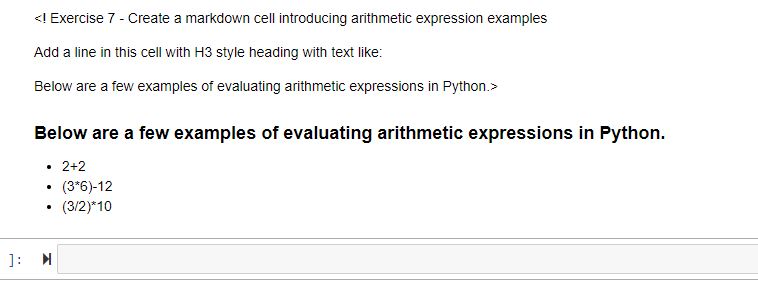 <! Exercise 7 - Create a markdown cell introducing arithmetic expression examples
Add a line in this cell with H3 style heading with text like:
Below are a few examples of evaluating arithmetic expressions in Python.>
Below are a few examples of evaluating arithmetic expressions in Python.
• 2+2
• (3*6)-12
• (3/2)*10
]: